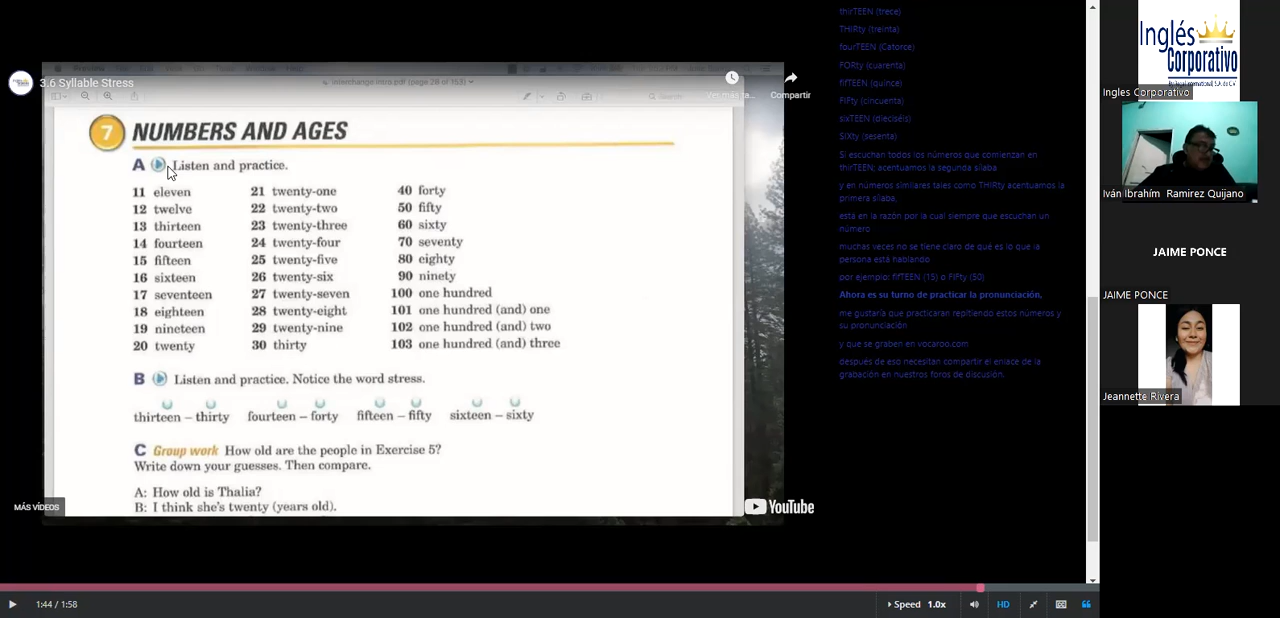 3.6 Syllable Stress
interchange intro.pdf (page 28 of 163)
Search
Compartir
7 NUMBERS AND AGES
A Listen and practice.
11 eleven 21 twenty-one 40 forty
12 twelve 22 twenty-two 50 fifty
13 thirteen 23 twenty-three 60 sixty
14 fourteen 24 twenty-four 70 seventy
15 fifteen 25 twenty-five 80 eighty
16 sixteen 26 twenty-six 90 ninety
17 seventeen 27 twenty-seven 100 one hundred
18 eighteen 28 twenty-eight 101 one hundred (and) one
19 nineteen 29 twenty-nine 102 one hundred (and) two
20 twenty 30 thirty 103 one hundred (and) three
B Listen and practice. Notice the word stress.
thirteen – thirty fourteen – forty fifteen – fifty sixteen – sixty
C Group work How old are the people in Exercise 5?
Write down your guesses. Then compare.
A: How old is Thalia?
B: I think she's twenty (years old).
MÁS VÍDEOS
YouTube
1:44 / 1:58
Speed 1.0x
HD
thirTEEN (trece)
THIRty (treinta)
fourTEEN (Catorce)
FORty (cuarenta)
fifTEEN (quince)
FIFty (cincuenta)
sixTEEN (dieciséis)
SIXty (sesenta)
Si escuchan todos los números que comienzan en
thirTEEN; acentuamos la segunda sílaba
y en números similares tales como THIRty acentuamos la
primera sílaba,
está en la razón por la cual siempre que escuchan un
número
muchas veces no se tiene claro de qué es lo que la
persona está hablando
por ejemplo: fifTEEN (15) o FIFty (50)
Ahora es su turno de practicar la pronunciación,
me gustaría que practicaran repitiendo estos números y
su pronunciación
y que se graben en vocaroo.com
después de eso necesitan compartir el enlace de la
grabación en nuestros foros de discusión.
Inglés
Corporativo
Ingles Corporativo
Iván Ibrahím Ramirez Quijano
JAIME PONCE
JAIME PONCE
Jeannette Rivera